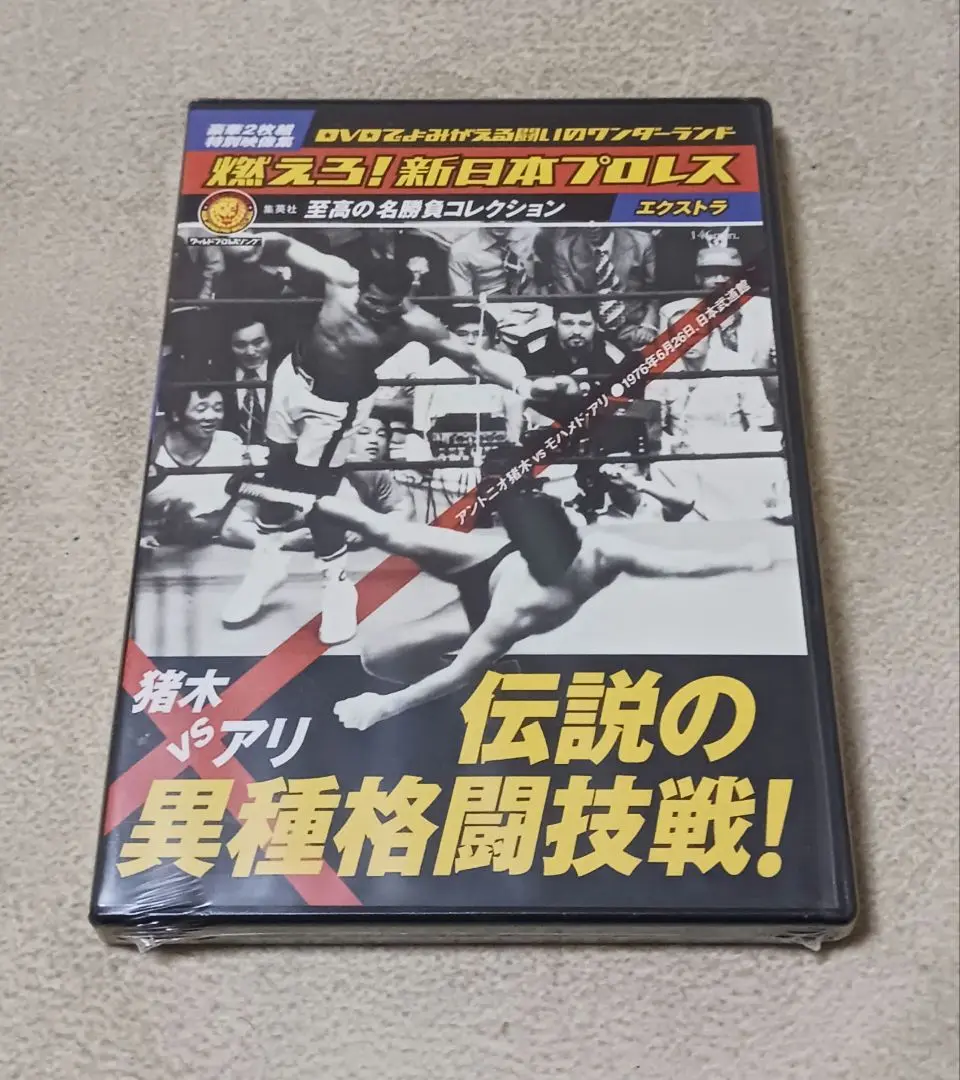 豪華2枚組
特別映像集
DVDでよみがえる闘いのワンダーランド
燃えろ!新日本プロレス
集英社
至高の名勝負コレクション
エクストラ
ワールドプロレスリング
アントニオ猪木 vs モハメド・アリ ●1976年6月26日、日本武道館
猪木
vs アリ
伝説の
異種格闘技戦!